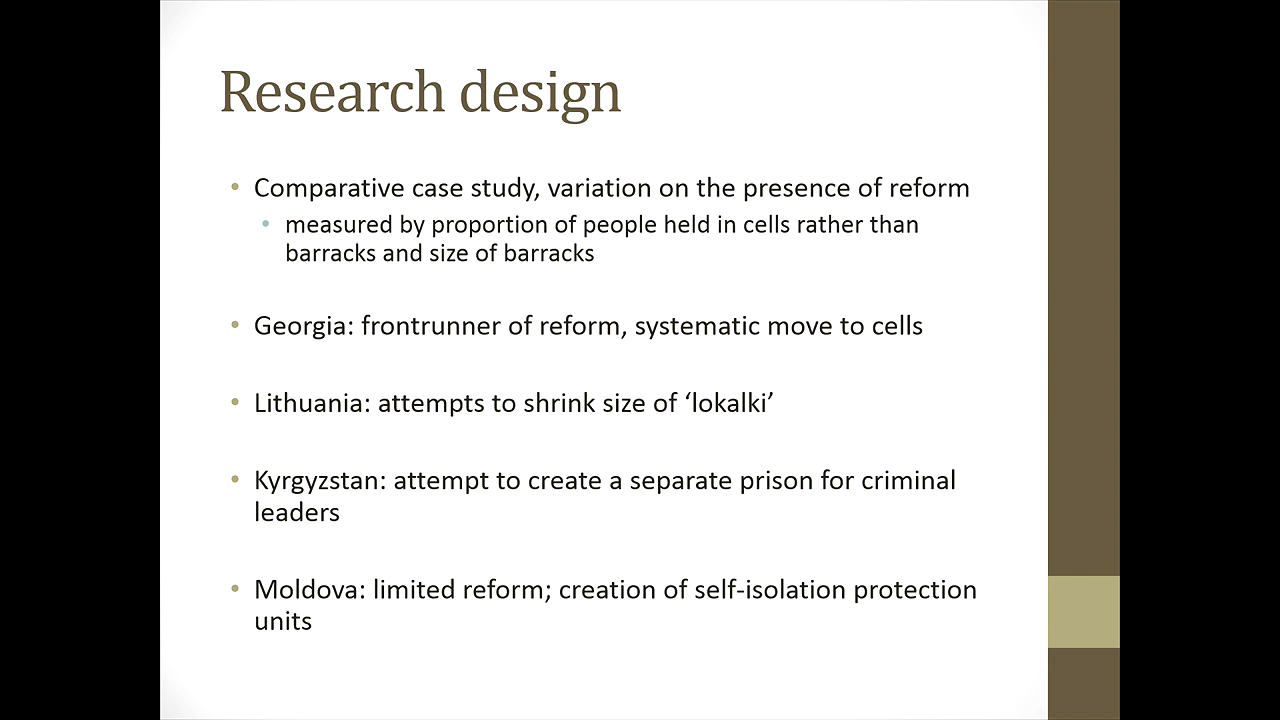 Research design
• Comparative case study, variation on the presence of reform
• measured by proportion of people held in cells rather than
barracks and size of barracks
• Georgia: frontrunner of reform, systematic move to cells
• Lithuania: attempts to shrink size of ‘lokalki’
• Kyrgyzstan: attempt to create a separate prison for criminal
leaders
• Moldova: limited reform; creation of self-isolation protection
units